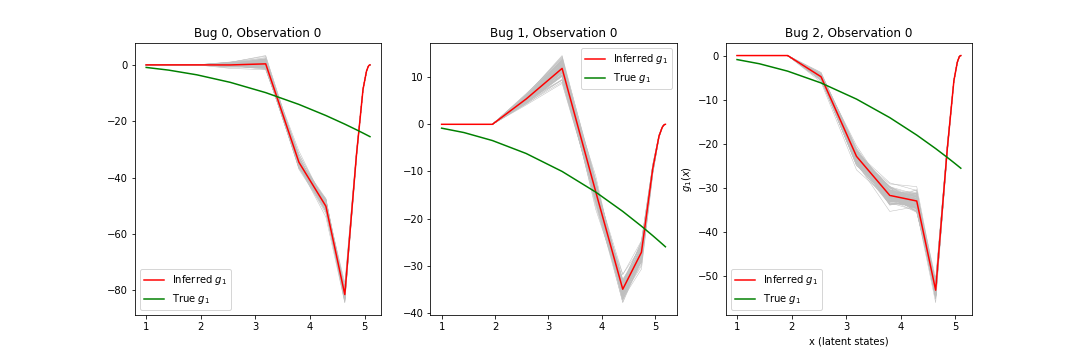 Bug 0, Observation 0
0
−20
−40
−60
−80
1 2 3 4 5
Inferred g₁
True g₁
Bug 1, Observation 0
10
0
−10
−20
−30
−40
1 2 3 4 5
Inferred g₁
True g₁
Bug 2, Observation 0
g₁(x)
0
−10
−20
−30
−40
−50
1 2 3 4 5
x (latent states)
Inferred g₁
True g₁